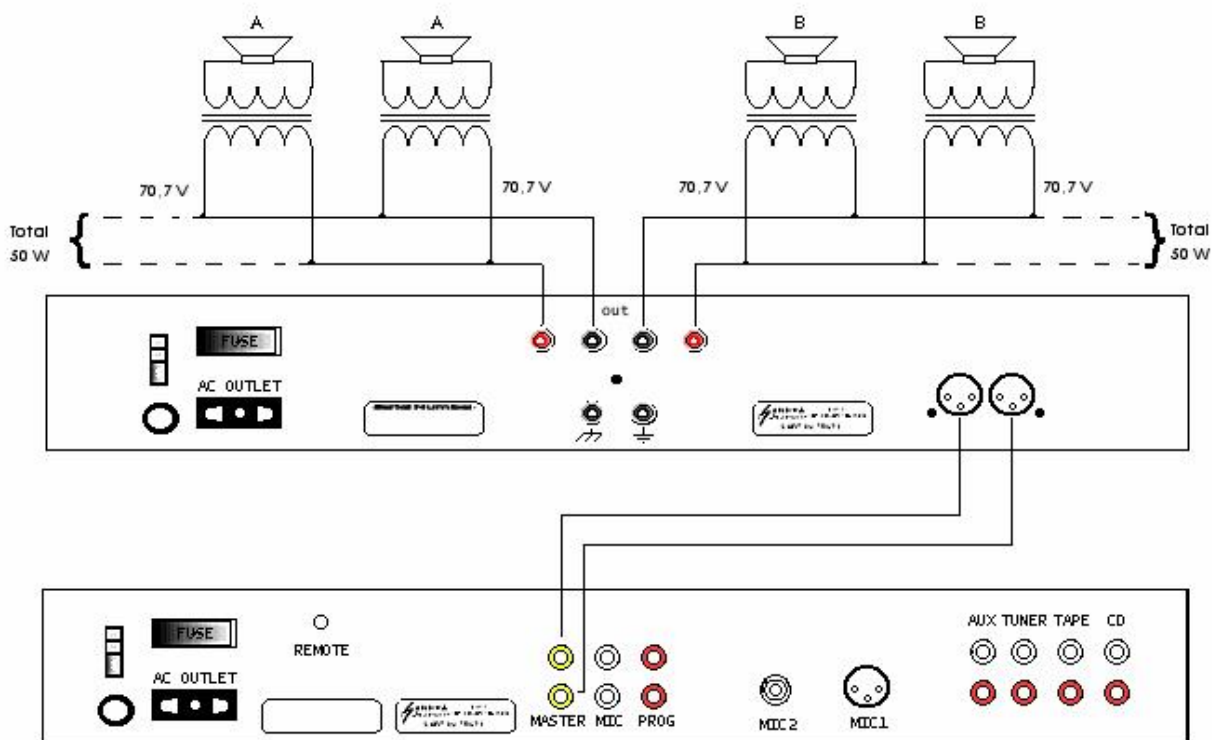 A A B B
70,7 V 70,7 V 70,7 V 70,7 V
Total
50 W
Total
50 W
out
FUSE
AC OUTLET
FUSE
REMOTE
AC OUTLET
MASTER MIC PROG
MIC2
MIC1
AUX TUNER TAPE CD